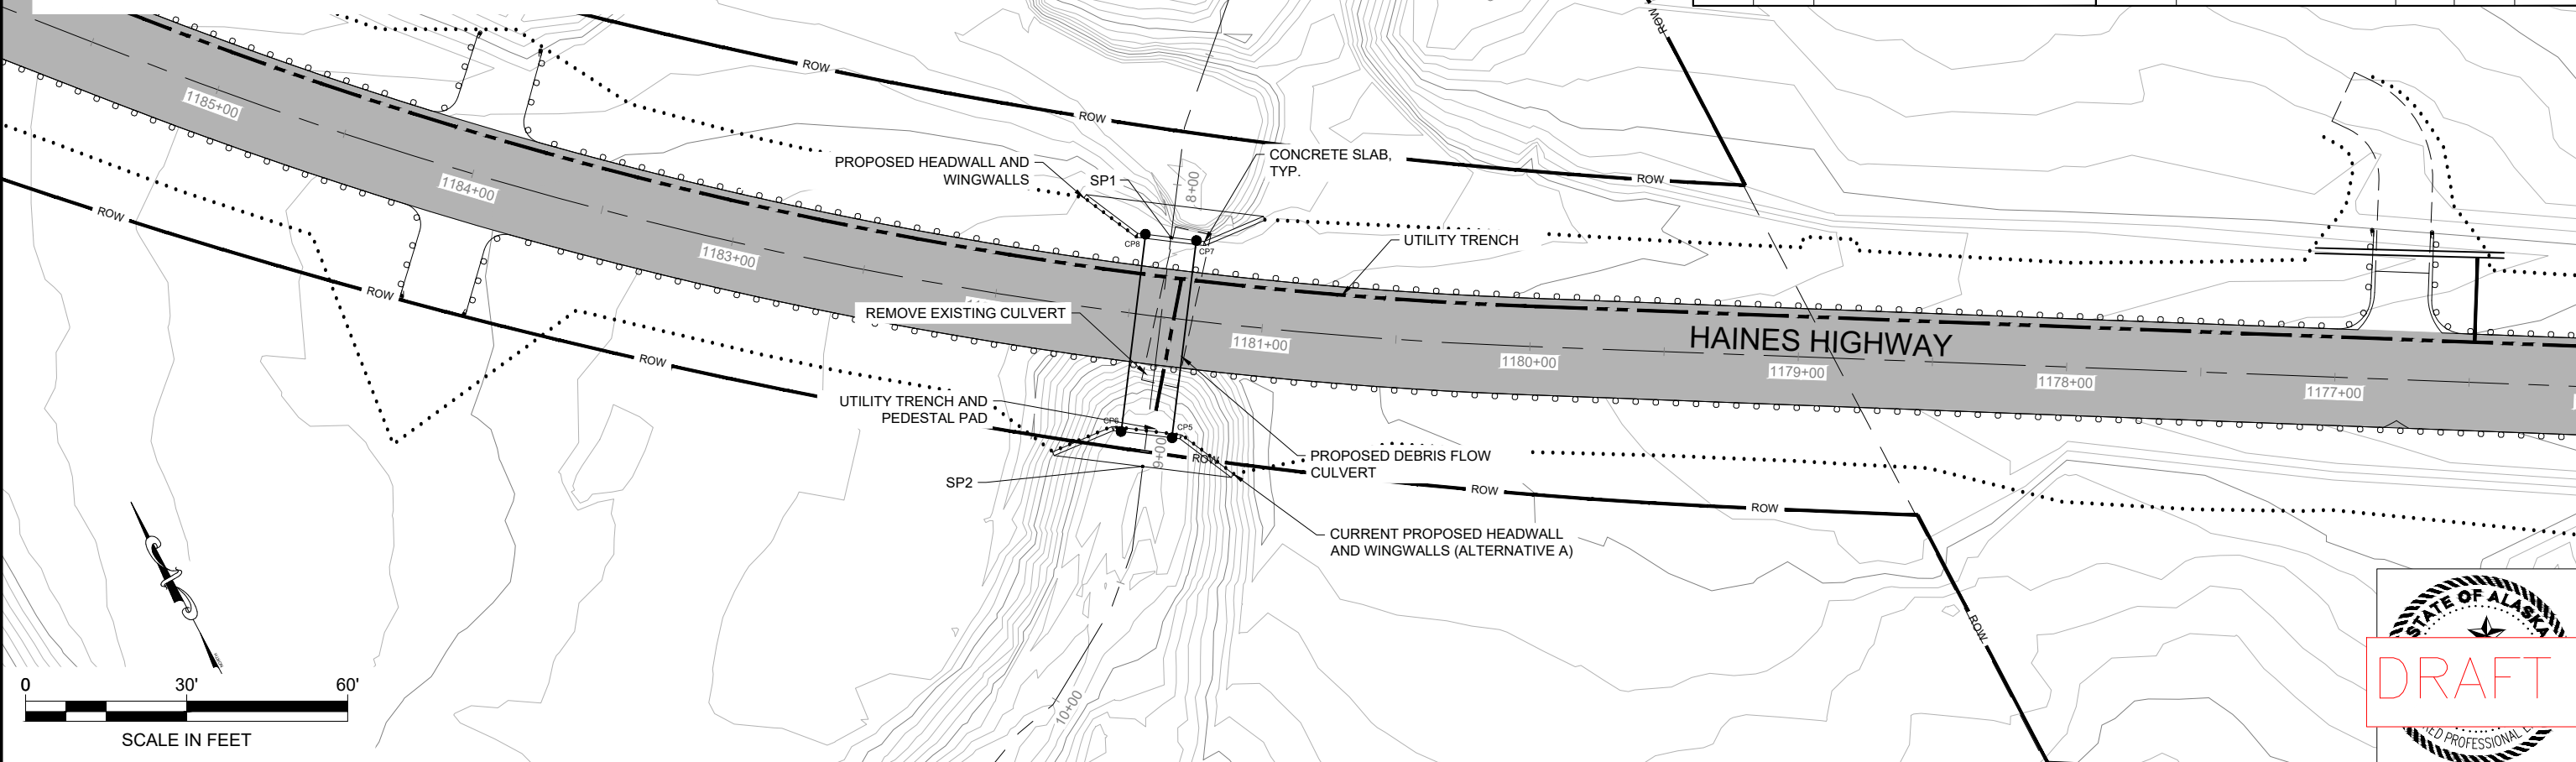 ROW
ROW
ROW
ROW
1185+00
1184+00
1183+00
PROPOSED HEADWALL AND
WINGWALLS
SP1
8+00
CONCRETE SLAB,
TYP.
CP8
CP7
UTILITY TRENCH
REMOVE EXISTING CULVERT
1181+00
1180+00
HAINES HIGHWAY
1179+00
1178+00
1177+00
ROW
ROW
ROW
UTILITY TRENCH AND
PEDESTAL PAD
CP6
CP5
9+00
ROW
PROPOSED DEBRIS FLOW
CULVERT
SP2
ROW
ROW
CURRENT PROPOSED HEADWALL
AND WINGWALLS (ALTERNATIVE A)
ROW
10+00
0 30' 60'
SCALE IN FEET
STATE OF ALASKA
DRAFT
PROFESSIONAL